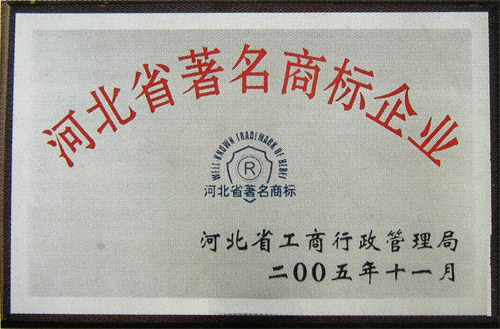 河北省著名商标企业
WELL-KNOWN TRADEMARK OF HEBEI
R
河北省著名商标
河北省工商行政管理局
二00五年十一月